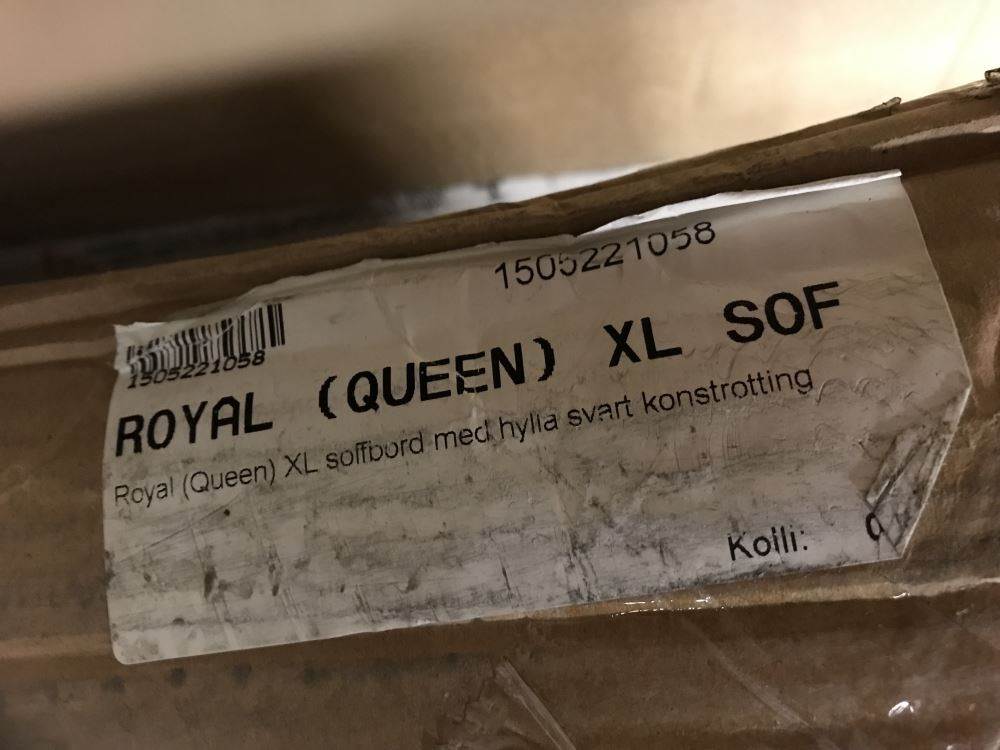 1505221058
1505221058
ROYAL (QUEEN) XL SOF
Royal (Queen) XL soffbord med hylla svart konstrotting
Kolli: